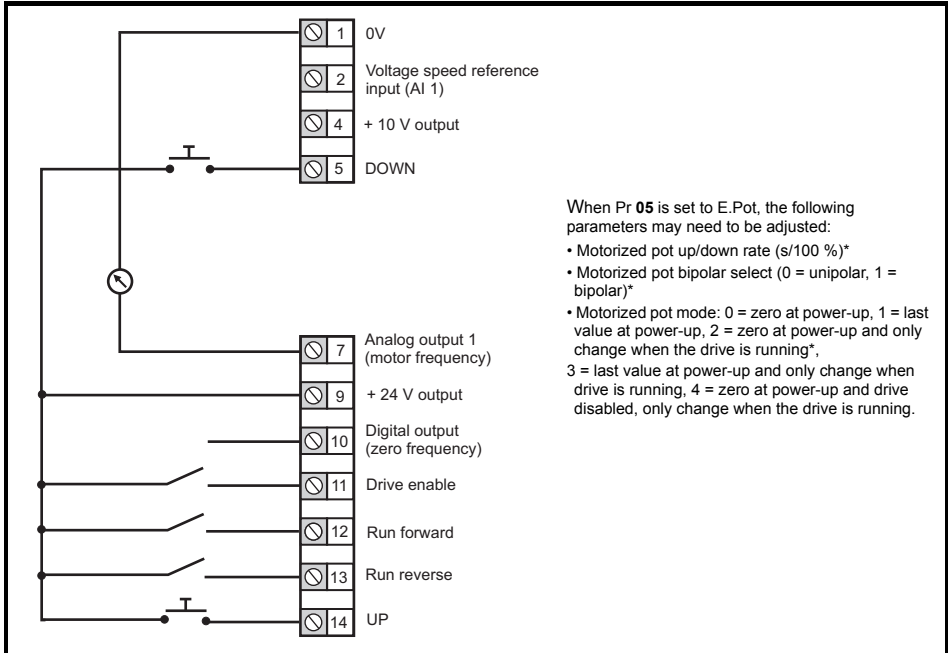 1 0V
2 Voltage speed reference
input (AI 1)
4 + 10 V output
5 DOWN
7 Analog output 1
(motor frequency)
9 + 24 V output
10 Digital output
(zero frequency)
11 Drive enable
12 Run forward
13 Run reverse
14 UP
When Pr 05 is set to E.Pot, the following
parameters may need to be adjusted:
• Motorized pot up/down rate (s/100 %)*
• Motorized pot bipolar select (0 = unipolar, 1 =
bipolar)*
• Motorized pot mode: 0 = zero at power-up, 1 = last
value at power-up, 2 = zero at power-up and only
change when the drive is running*,
3 = last value at power-up and only change when
drive is running, 4 = zero at power-up and drive
disabled, only change when the drive is running.